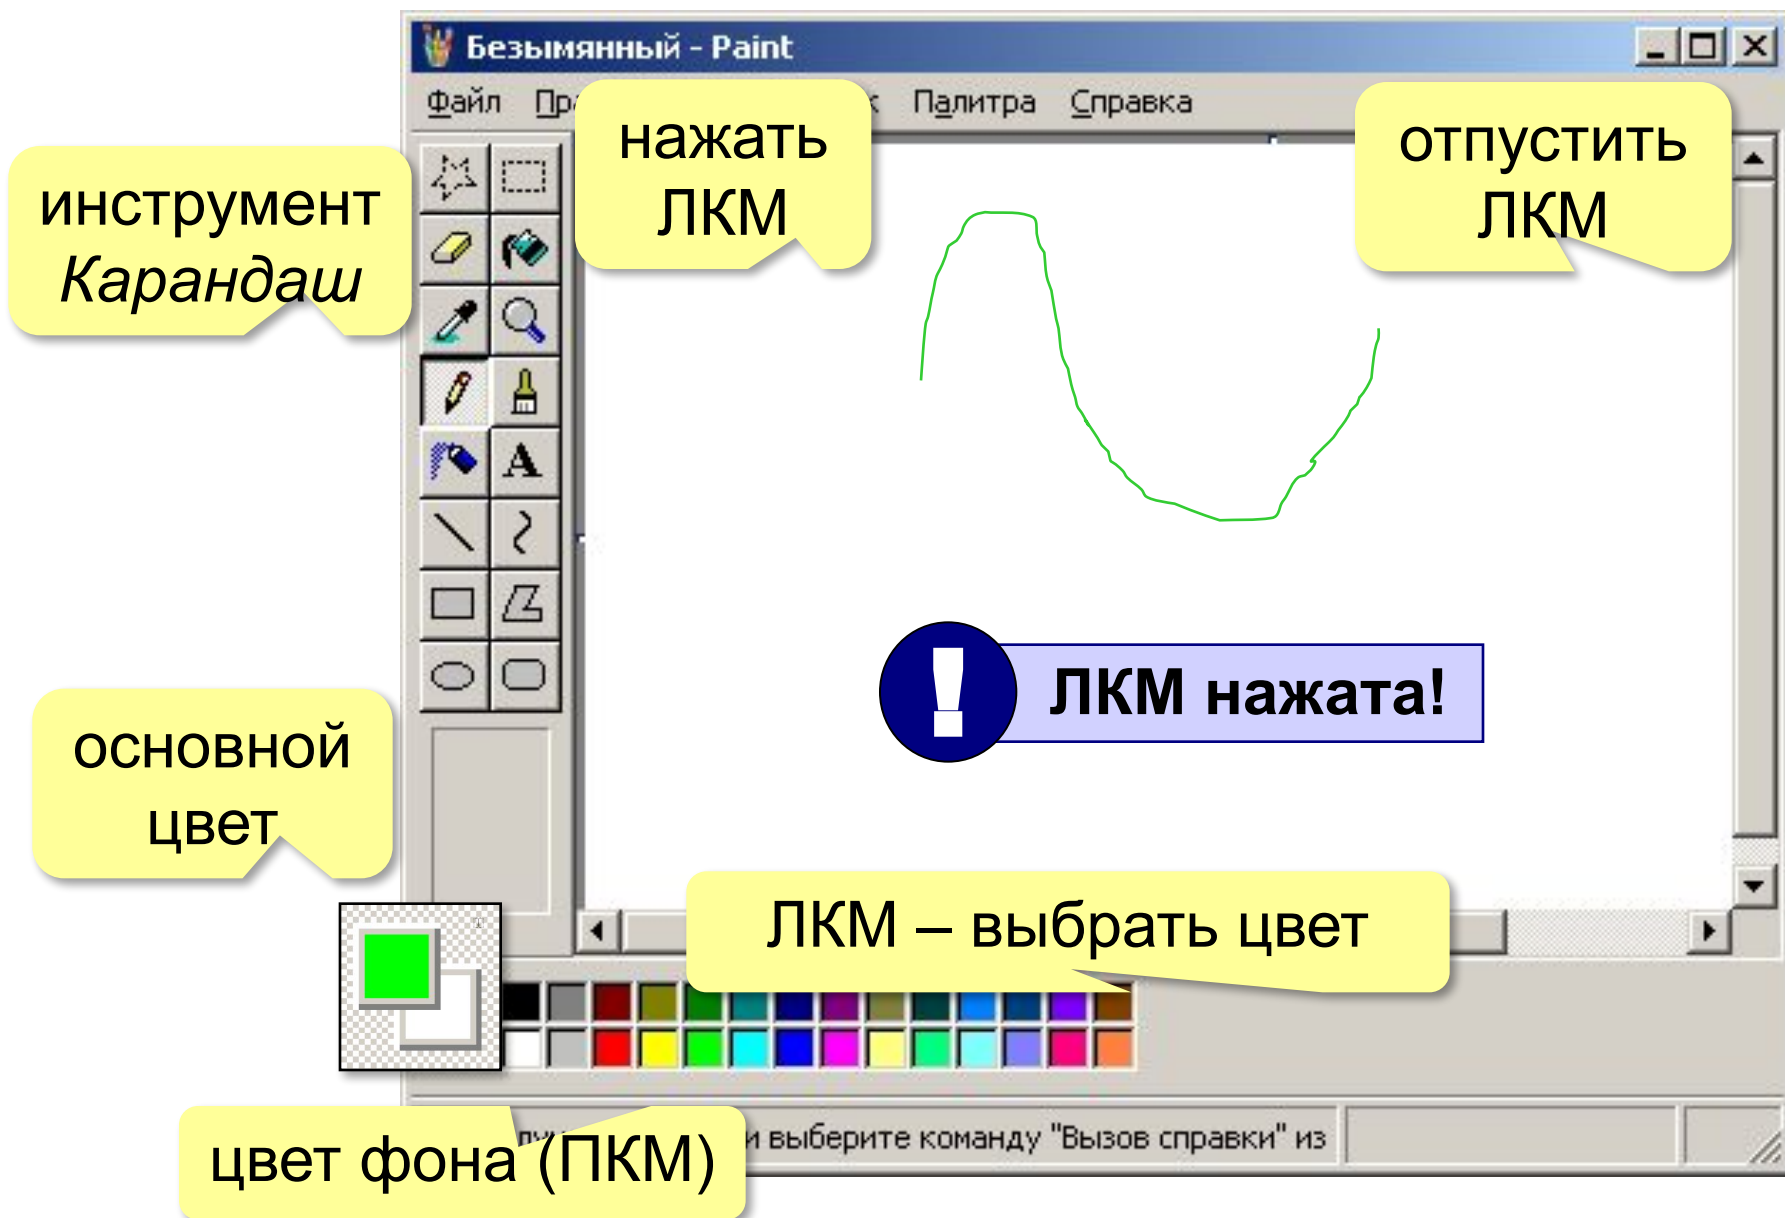 Безымянный - Paint
Файл Палитра Справка
нажать
ЛКМ
отпустить
ЛКМ
инструмент
Карандаш
A
! ЛКМ нажата!
основной
цвет
ЛКМ – выбрать цвет
цвет фона (ПКМ)
и выберите команду "Вызов справки" из